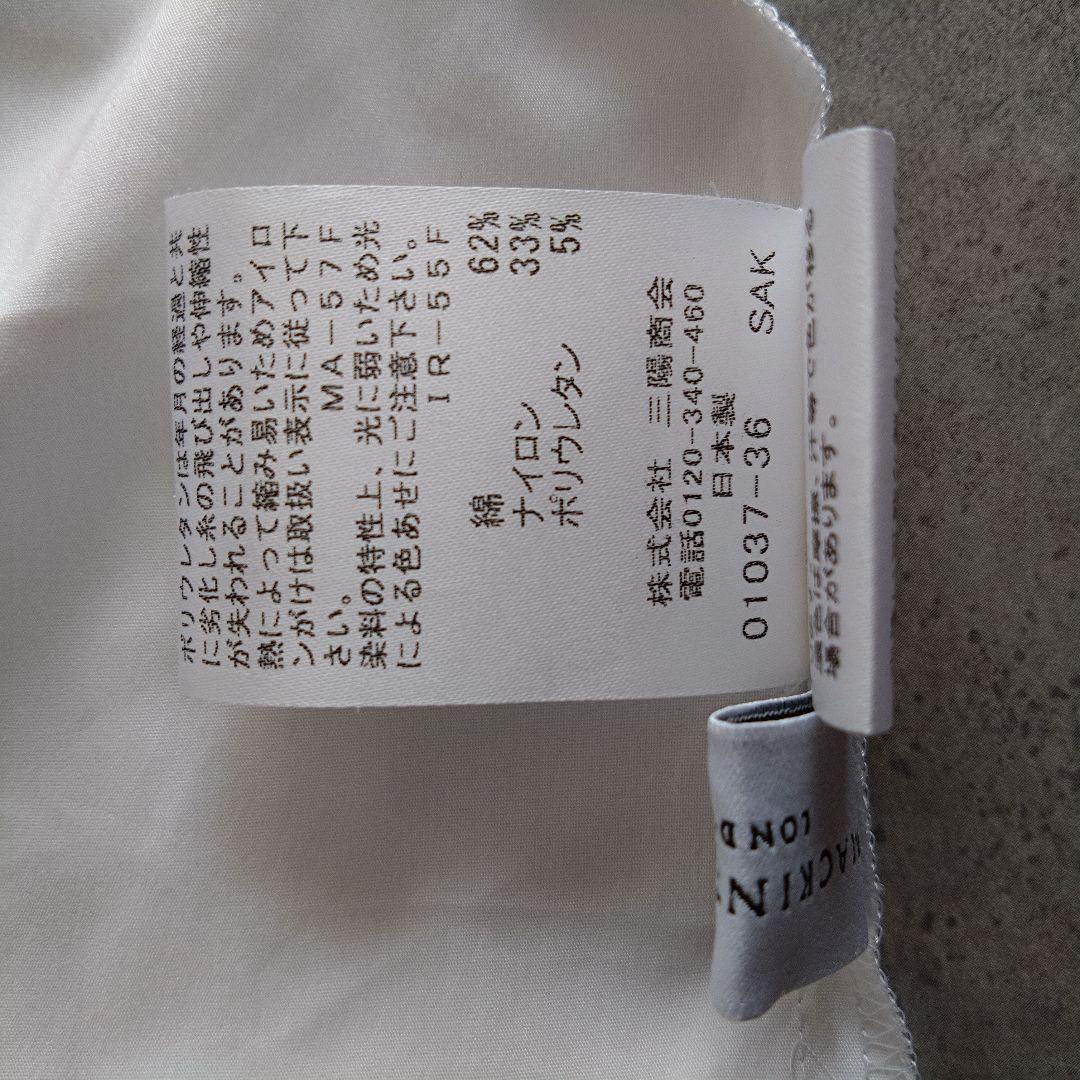 ポリウレタンは年月の経過と共
に劣化し糸の飛び出しや伸縮性
が失われることがあります。
熱によって縮み易いためアイロ
ンがけは取扱い表示に従って下
さい。 MA-57F
染料の特性上、光に弱いため光
による色あせにご注意下さい。
IR-55F
綿 62%
ナイロン 33%
ポリウレタン 5%
株式会社 三陽商会
電話0120-340-460
日本製
01037-36 SAK
場合があります。
MACKIN
LOND